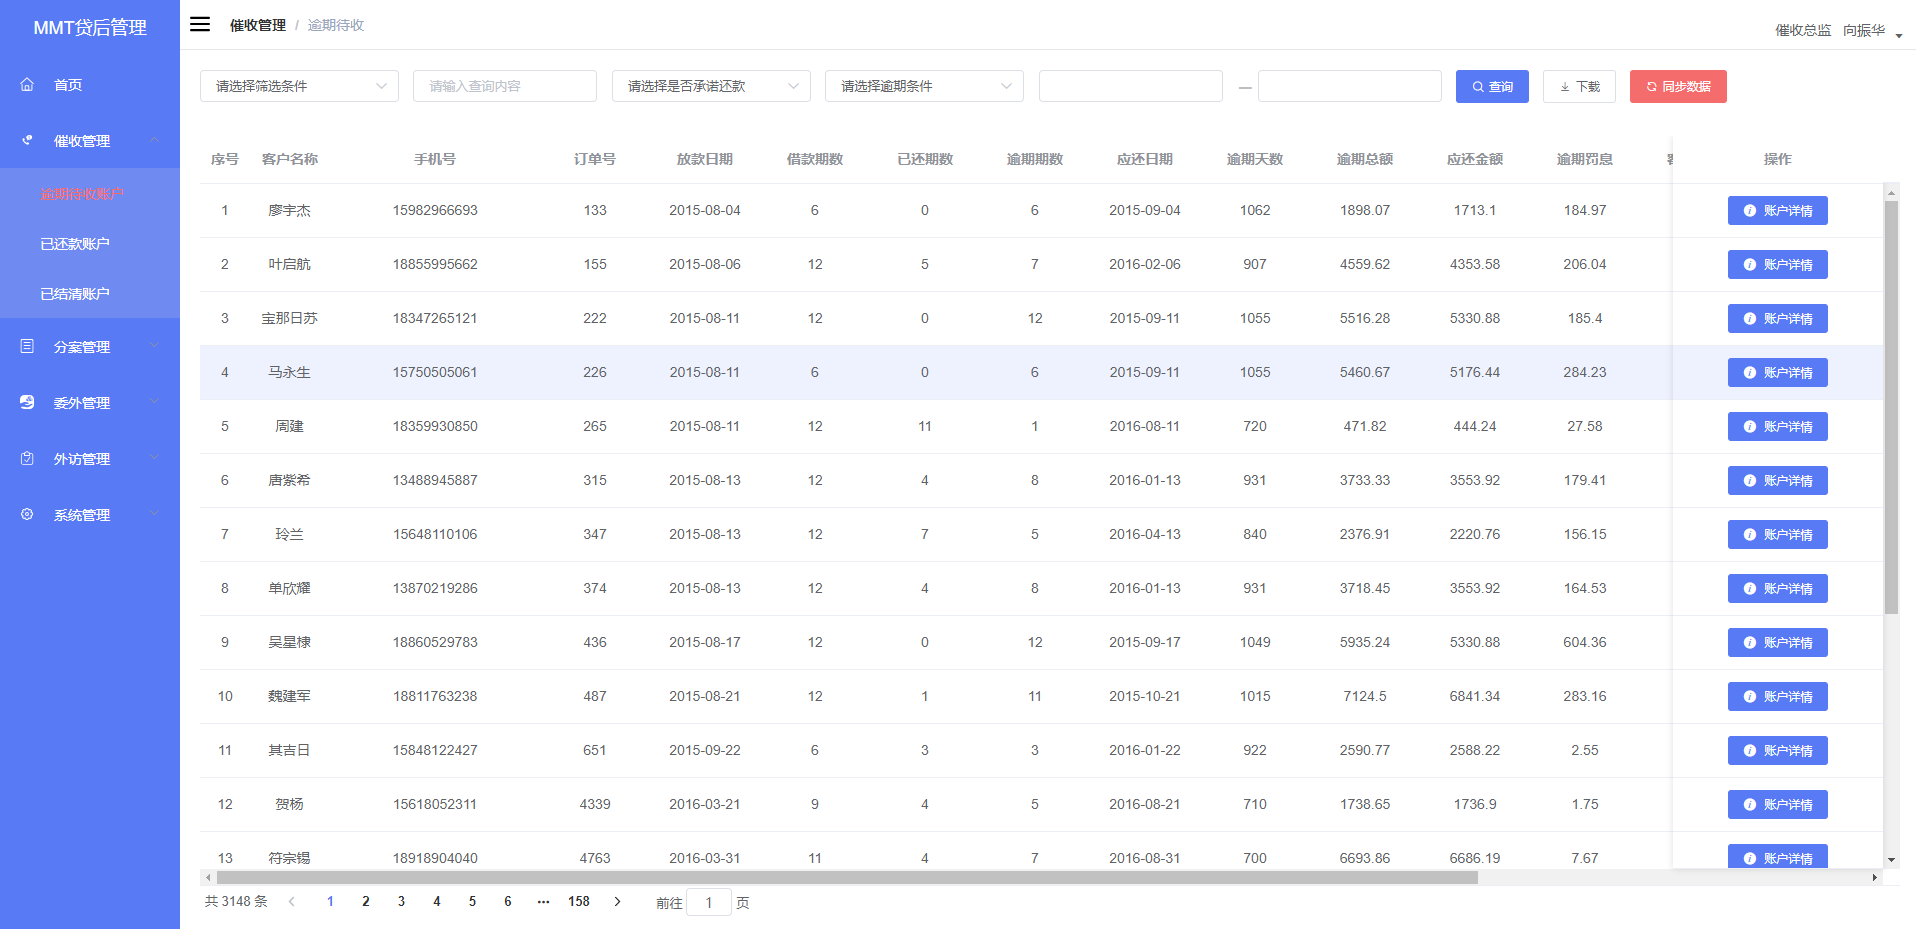 MMT贷后管理
首页
催收管理
逾期待收账户
已还款账户
已结清账户
分案管理
委外管理
外访管理
系统管理
催收管理 / 逾期待收
催收总监 向振华
请选择筛选条件 请输入查询内容 请选择是否承诺还款 请选择逾期条件 — 查询 下载 同步数据
序号 客户名称 手机号 订单号 放款日期 借款期数 已还期数 逾期期数 应还日期 逾期天数 逾期总额 应还金额 逾期罚息 操作
1 廖宇杰 15982966693 133 2015-08-04 6 0 6 2015-09-04 1062 1898.07 1713.1 184.97 账户详情
2 叶启航 18855995662 155 2015-08-06 12 5 7 2016-02-06 907 4559.62 4353.58 206.04 账户详情
3 宝那日苏 18347265121 222 2015-08-11 12 0 12 2015-09-11 1055 5516.28 5330.88 185.4 账户详情
4 马永生 15750505061 226 2015-08-11 6 0 6 2015-09-11 1055 5460.67 5176.44 284.23 账户详情
5 周建 18359930850 265 2015-08-11 12 11 1 2016-08-11 720 471.82 444.24 27.58 账户详情
6 唐紫希 13488945887 315 2015-08-13 12 4 8 2016-01-13 931 3733.33 3553.92 179.41 账户详情
7 玲兰 15648110106 347 2015-08-13 12 7 5 2016-04-13 840 2376.91 2220.76 156.15 账户详情
8 单欣耀 13870219286 374 2015-08-13 12 4 8 2016-01-13 931 3718.45 3553.92 164.53 账户详情
9 吴星棣 18860529783 436 2015-08-17 12 0 12 2015-09-17 1049 5935.24 5330.88 604.36 账户详情
10 魏建军 18811763238 487 2015-08-21 12 1 11 2015-10-21 1015 7124.5 6841.34 283.16 账户详情
11 其吉日 15848122427 651 2015-09-22 6 3 3 2016-01-22 922 2590.77 2588.22 2.55 账户详情
12 贺杨 15618052311 4339 2016-03-21 9 4 5 2016-08-21 710 1738.65 1736.9 1.75 账户详情
13 符宗锡 18918904040 4763 2016-03-31 11 4 7 2016-08-31 700 6693.86 6686.19 7.67 账户详情
共 3148 条 1 2 3 4 5 6 ••• 158 前往 1 页